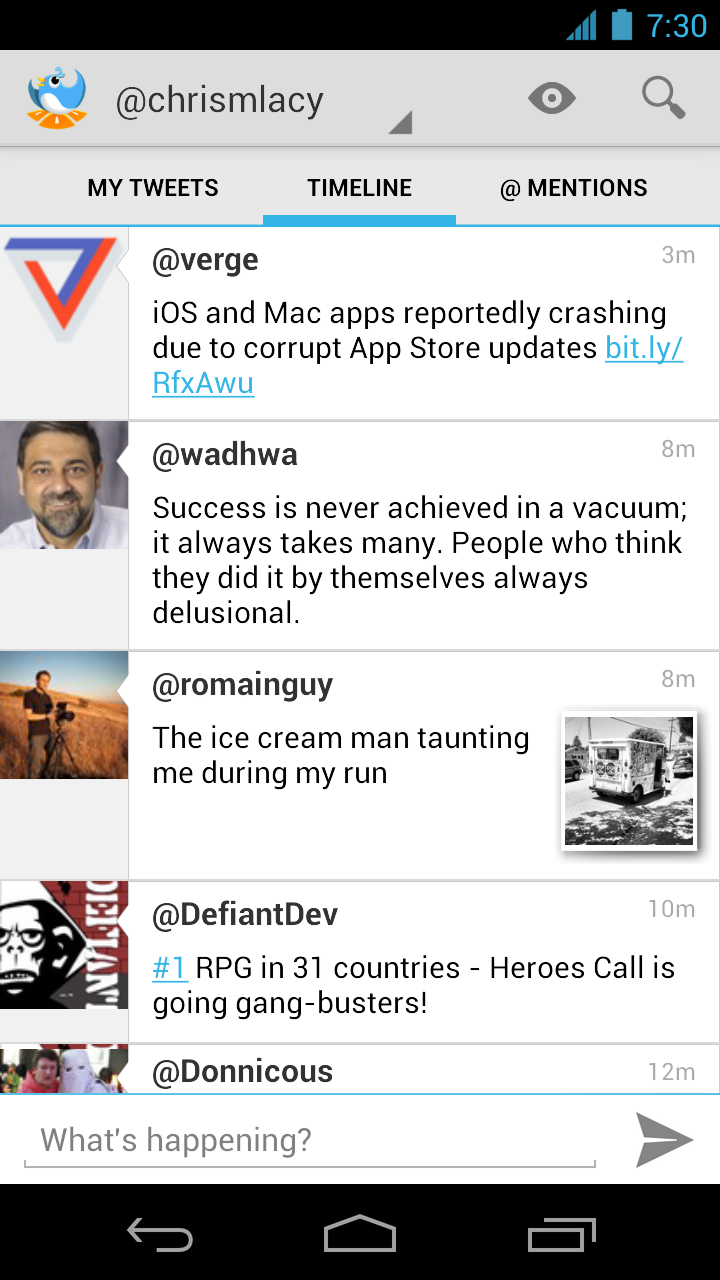 7:30
@chrismlacy
MY TWEETS
TIMELINE
@ MENTIONS
@verge
3m
iOS and Mac apps reportedly crashing
due to corrupt App Store updates bit.ly/
RfxAwu
@wadhwa
8m
Success is never achieved in a vacuum;
it always takes many. People who think
they did it by themselves always
delusional.
@romainguy
8m
The ice cream man taunting
me during my run
@DefiantDev
10m
#1 RPG in 31 countries - Heroes Call is
going gang-busters!
@Donnicous
12m
What's happening?